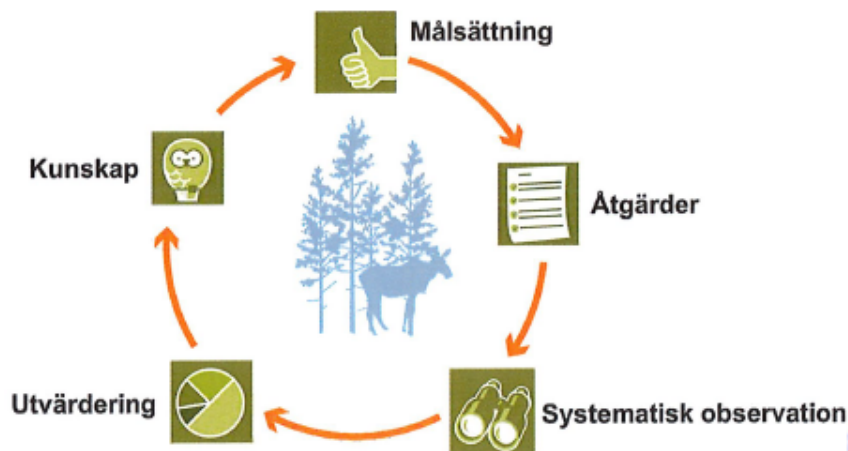 Målsättning
Åtgärder
Systematisk observation
Utvärdering
Kunskap